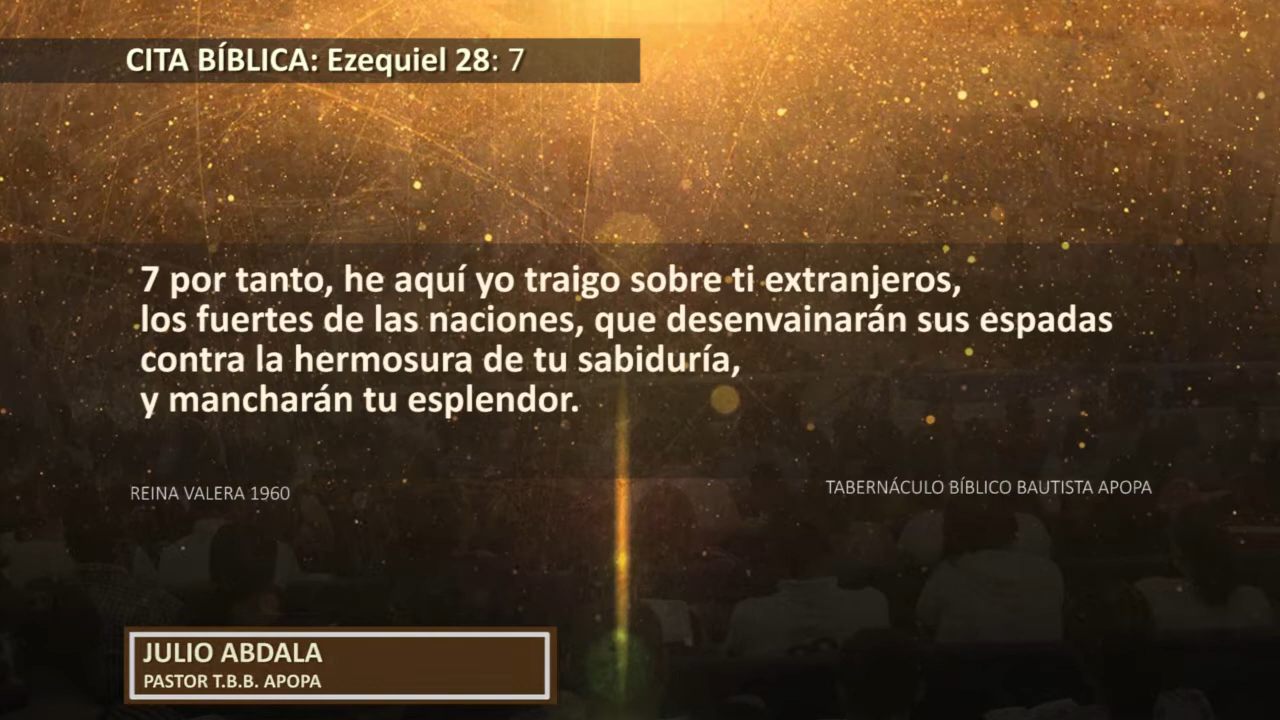 CITA BÍBLICA: Ezequiel 28: 7
7 por tanto, he aquí yo traigo sobre ti extranjeros,
los fuertes de las naciones, que desenvainarán sus espadas
contra la hermosura de tu sabiduría,
y mancharán tu esplendor.
REINA VALERA 1960
TABERNÁCULO BÍBLICO BAUTISTA APOPA
JULIO ABDALA
PASTOR T.B.B. APOPA